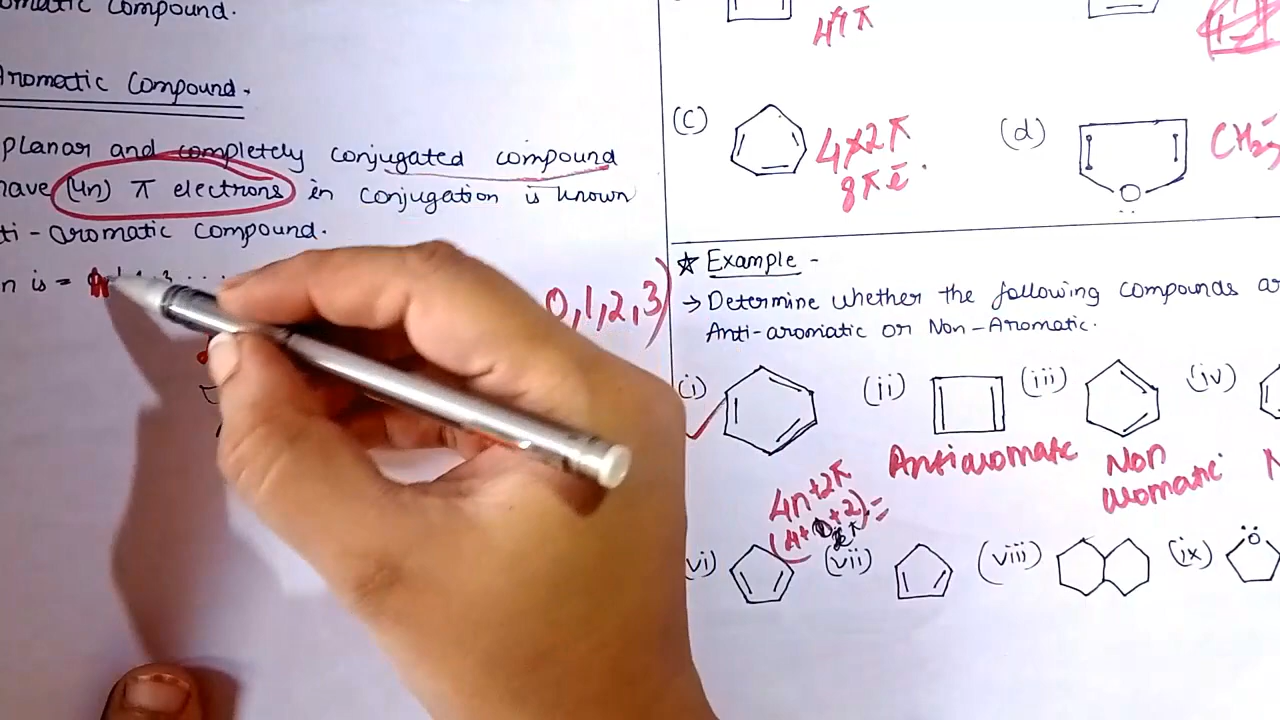 omatic compound.
Aromatic Compound.
planar and completely conjugated compound
have (4n) π electrons in conjugation is known
ti-aromatic compound.
n is =
0,1,2,3)
4π
(c) 4×2π
8πē
(d) CH₂
★ Example -
→ Determine whether the following compounds ar
Anti-aromatic or Non-Aromatic.
(i) (ii) (iii) (iv)
Antiaromatic
Non
aromatic
N
4n+2π
(vi) (vii) (viii) (ix) Ö